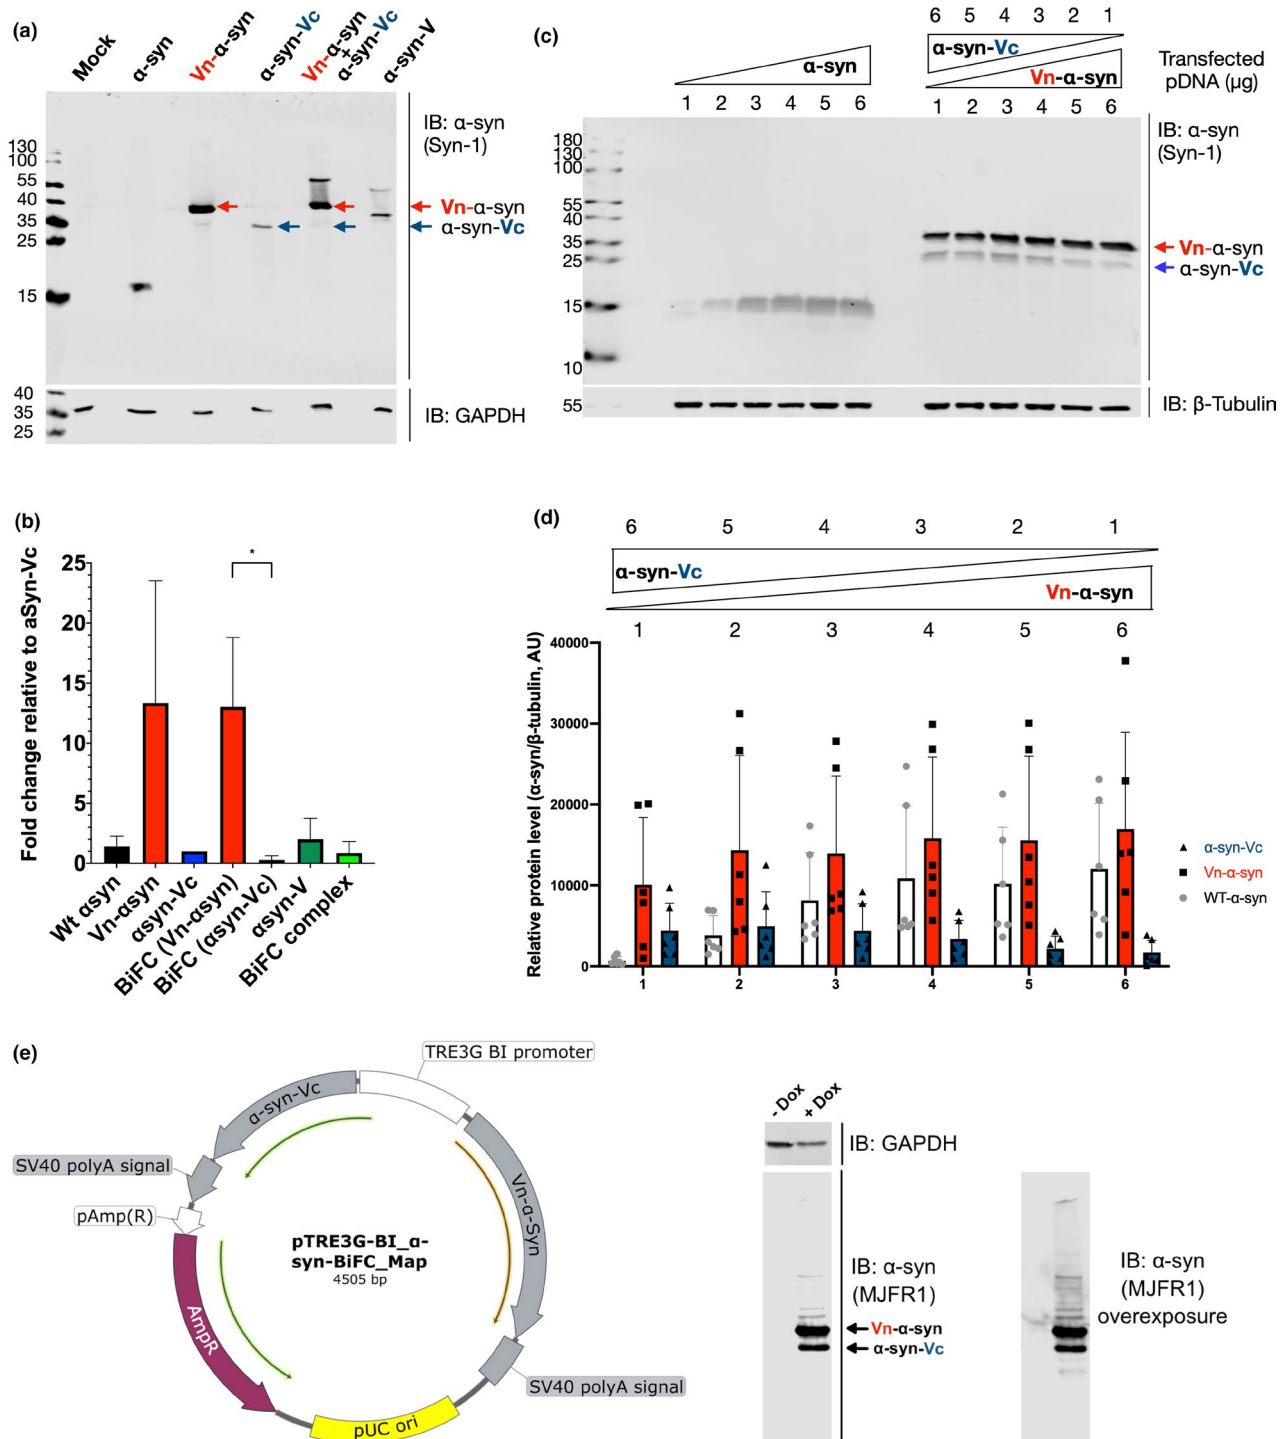 (a)
Mock
α-syn
Vn-α-syn
α-syn-Vc
Vn-α-syn
+
α-syn-Vc
α-syn-V
130
100
55
40
35
25
15
IB: α-syn
(Syn-1)
Vn-α-syn
α-syn-Vc
40
35
25
IB: GAPDH
(b)
Fold change relative to aSyn-Vc
25
20
15
10
5
0
*
Wt asyn
Vn-asyn
asyn-Vc
BiFC (Vn-asyn)
BiFC (asyn-Vc)
asyn-V
BiFC complex
(c)
α-syn
1 2 3 4 5 6
6 5 4 3 2 1
α-syn-Vc
Vn-α-syn
1 2 3 4 5 6
Transfected
pDNA (µg)
180
130
100
55
40
35
25
15
10
IB: α-syn
(Syn-1)
Vn-α-syn
α-syn-Vc
55
IB: β-Tubulin
(d)
6 5 4 3 2 1
α-syn-Vc
Vn-α-syn
1 2 3 4 5 6
Relative protein level (α-syn/β-tubulin, AU)
40000
30000
20000
10000
0
1 2 3 4 5 6
α-syn-Vc
Vn-α-syn
WT-α-syn
(e)
TRE3G BI promoter
α-syn-Vc
SV40 polyA signal
pAmp(R)
AmpR
pUC ori
SV40 polyA signal
Vn-α-Syn
pTRE3G-BI_α-
syn-BiFC_Map
4505 bp
- Dox
+ Dox
IB: GAPDH
IB: α-syn
(MJFR1)
Vn-α-syn
α-syn-Vc
IB: α-syn
(MJFR1)
overexposure